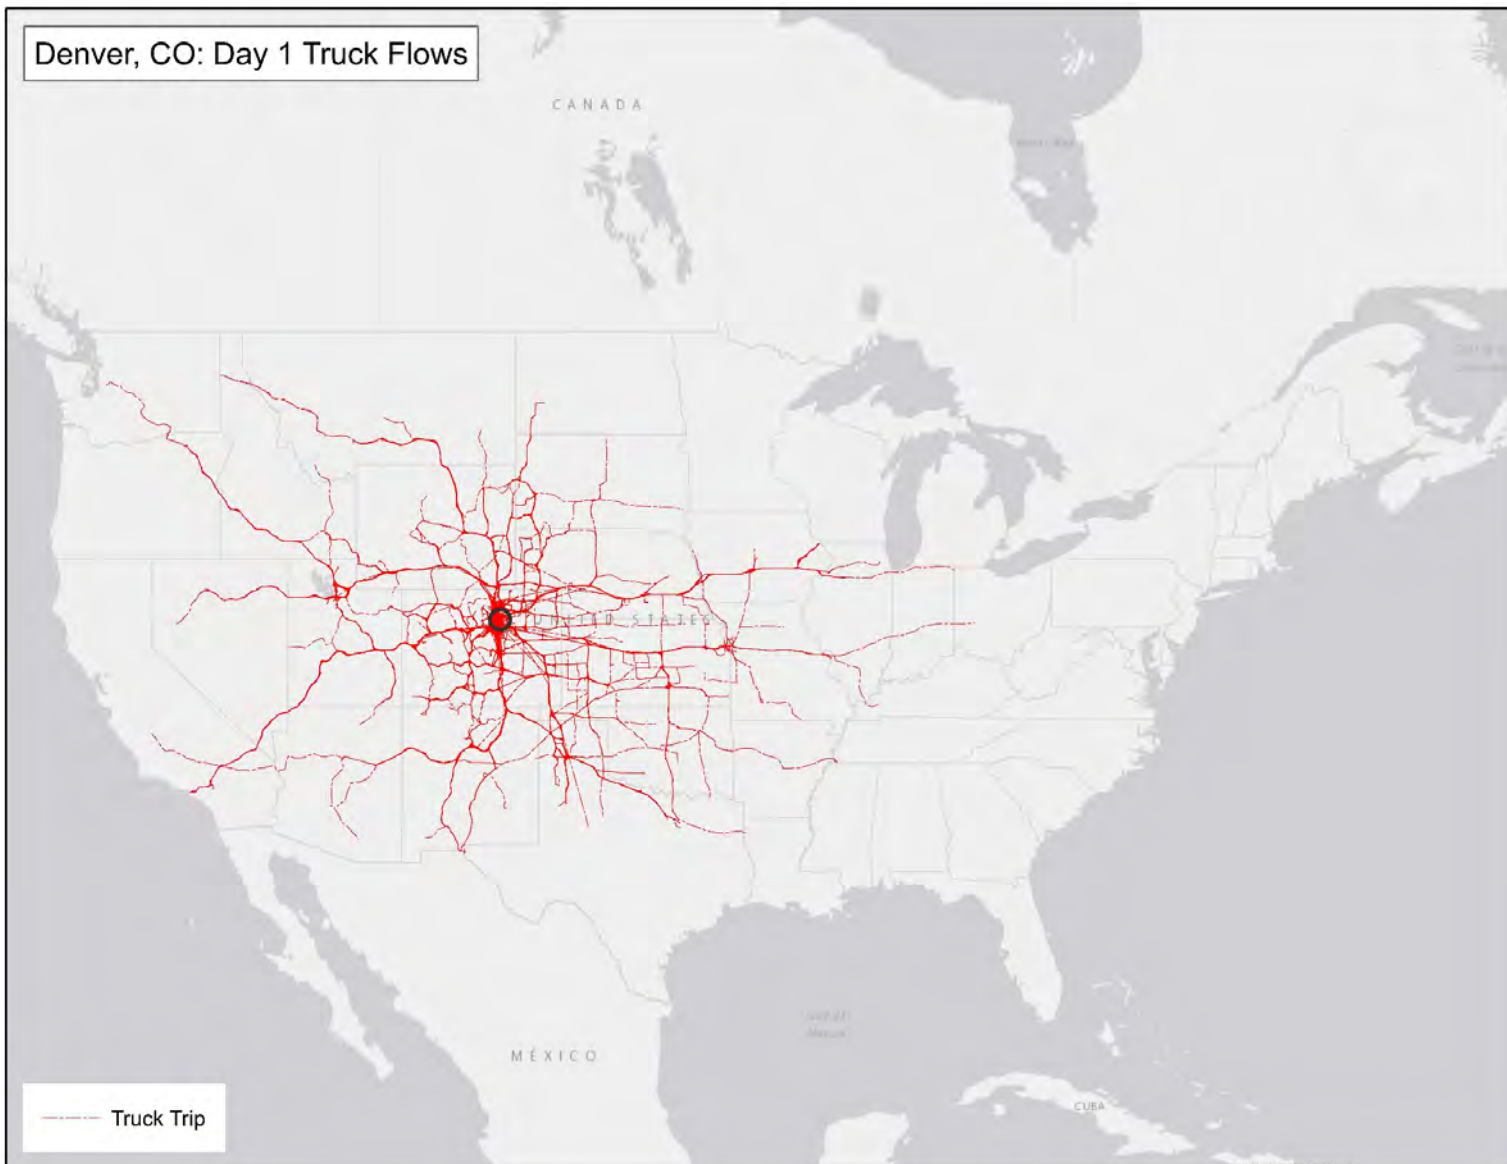 Denver, CO: Day 1 Truck Flows
CANADA
UNITED STATES
MÉXICO
CUBA
Truck Trip